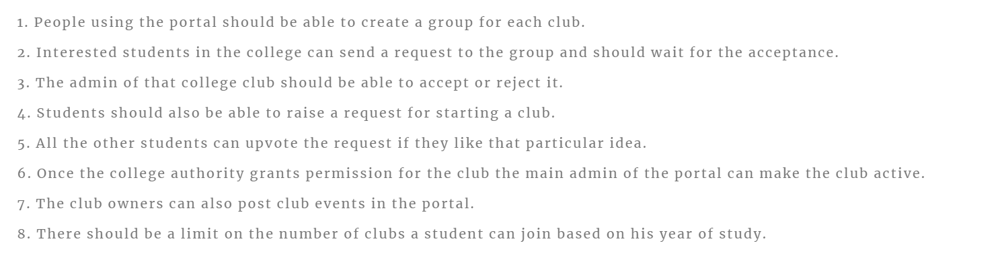 1. People using the portal should be able to create a group for each club.
2. Interested students in the college can send a request to the group and should wait for the acceptance.
3. The admin of that college club should be able to accept or reject it.
4. Students should also be able to raise a request for starting a club.
5. All the other students can upvote the request if they like that particular idea.
6. Once the college authority grants permission for the club the main admin of the portal can make the club active.
7. The club owners can also post club events in the portal.
8. There should be a limit on the number of clubs a student can join based on his year of study.